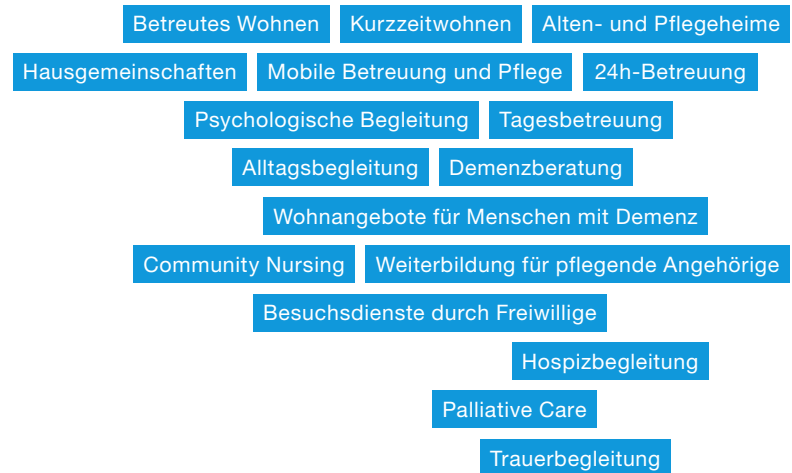 Betreutes Wohnen Kurzzeitwohnen Alten- und Pflegeheime
Hausgemeinschaften Mobile Betreuung und Pflege 24h-Betreuung
Psychologische Begleitung Tagesbetreuung
Alltagsbegleitung Demenzberatung
Wohnangebote für Menschen mit Demenz
Community Nursing Weiterbildung für pflegende Angehörige
Besuchsdienste durch Freiwillige
Hospizbegleitung
Palliative Care
Trauerbegleitung